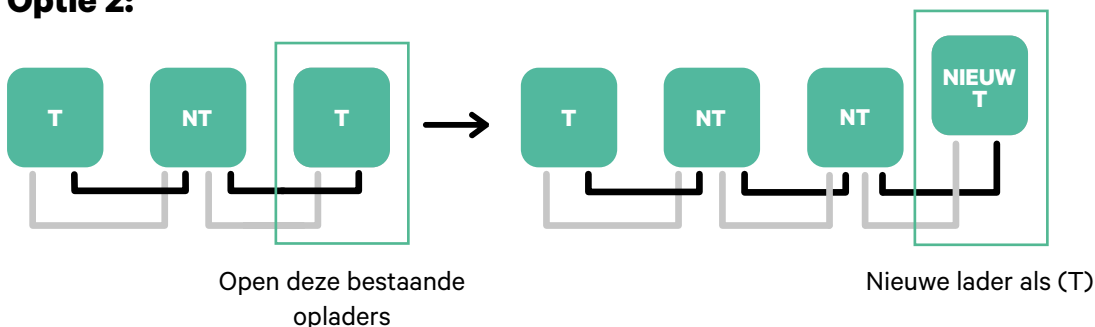 Optie 2:
T NT T T NT NT NIEUW
T
Open deze bestaande
opladers
Nieuwe lader als (T)